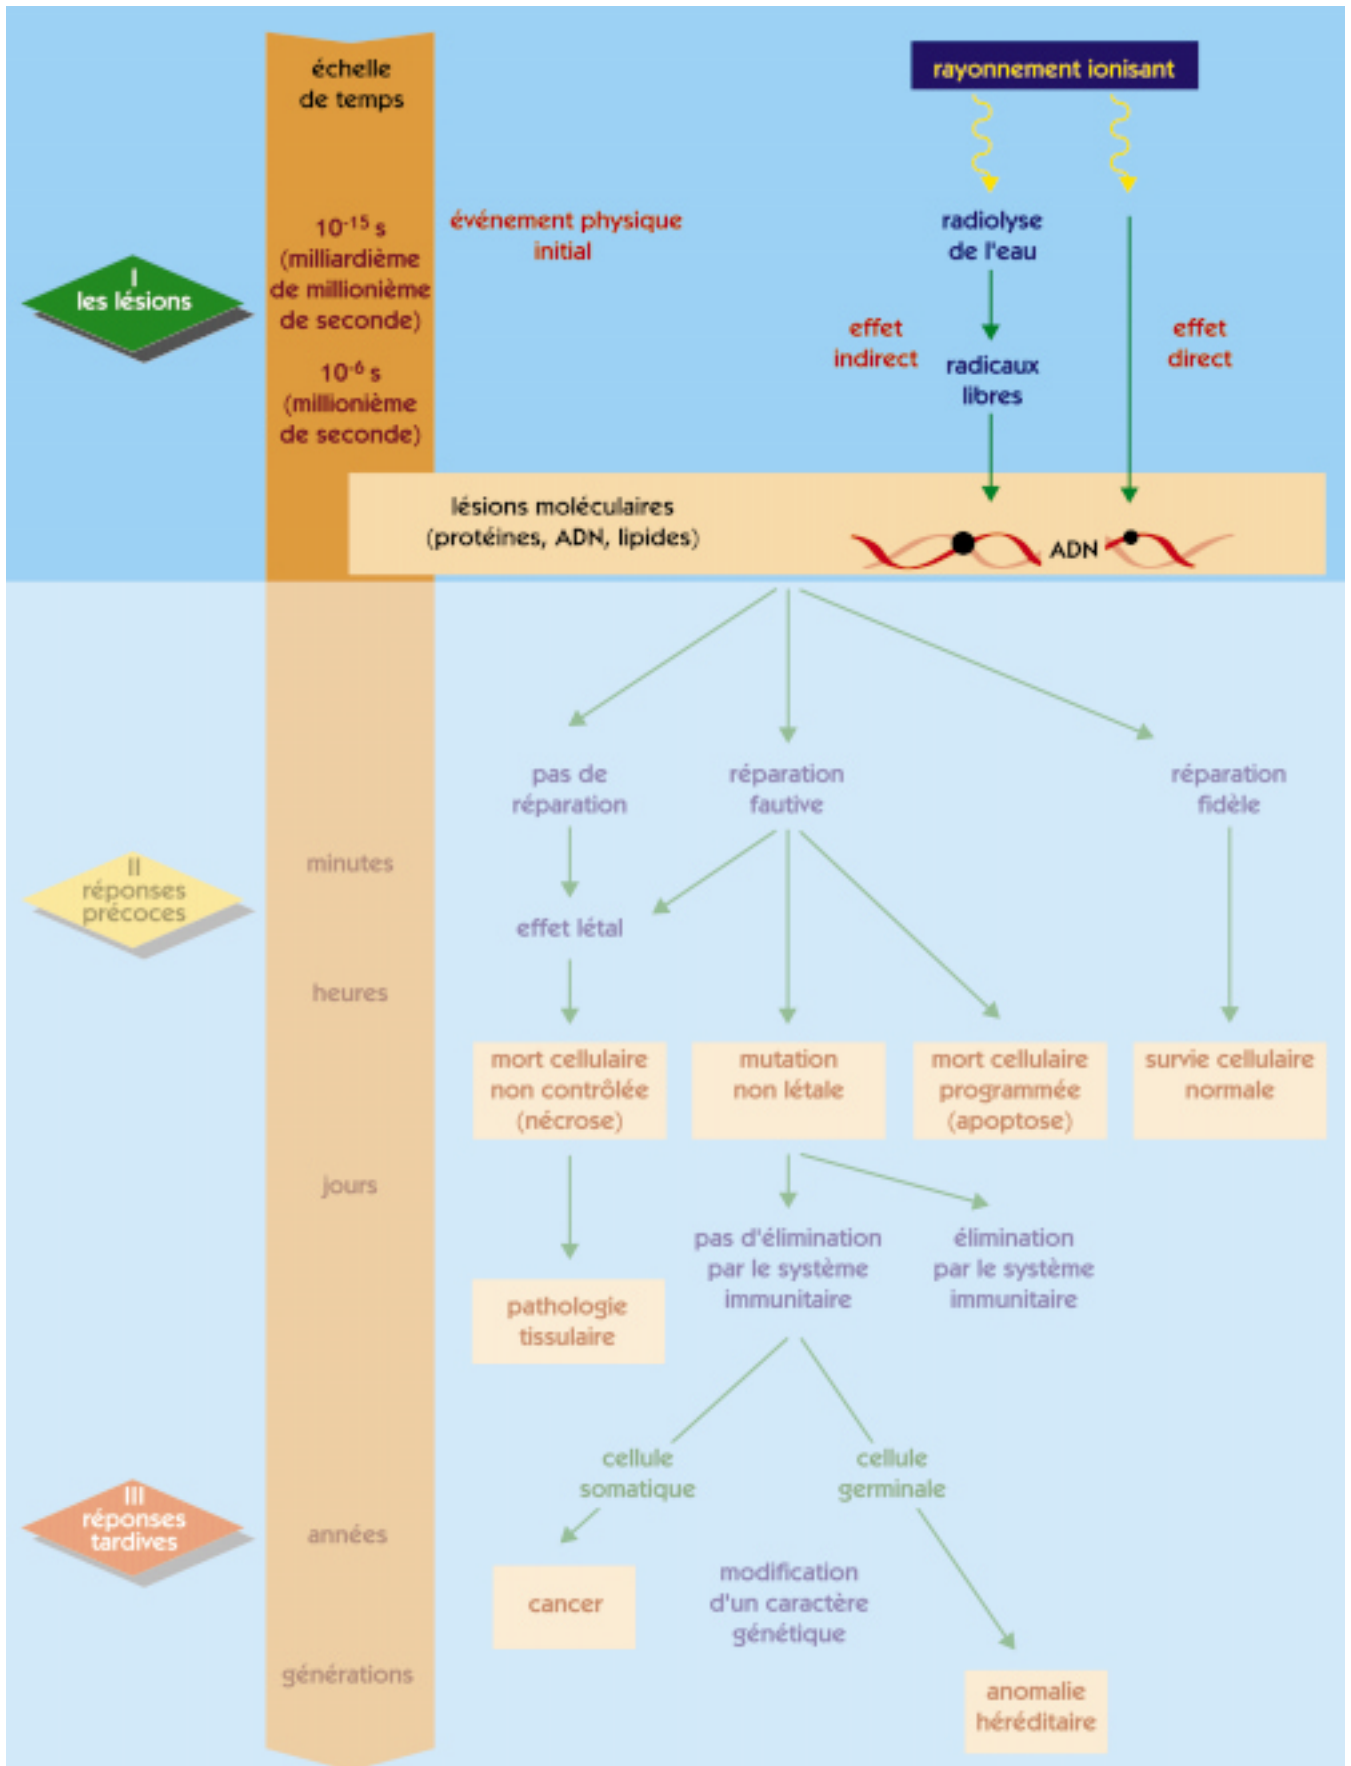 échelle
de temps
rayonnement ionisant
10-15 s
(milliardième
de millionième
de seconde)
événement physique
initial
radiolyse
de l'eau
I
les lésions
effet
indirect
radicaux
libres
effet
direct
10-6 s
(millionième
de seconde)
lésions moléculaires
(protéines, ADN, lipides)
ADN
pas de
réparation
réparation
fautive
réparation
fidèle
minutes
II
réponses
précoces
effet létal
heures
mort cellulaire
non contrôlée
(nécrose)
mutation
non létale
mort cellulaire
programmée
(apoptose)
survie cellulaire
normale
jours
pas d'élimination
par le système
immunitaire
élimination
par le système
immunitaire
pathologie
tissulaire
cellule
somatique
cellule
germinale
III
réponses
tardives
années
cancer
modification
d'un caractère
génétique
générations
anomalie
héréditaire